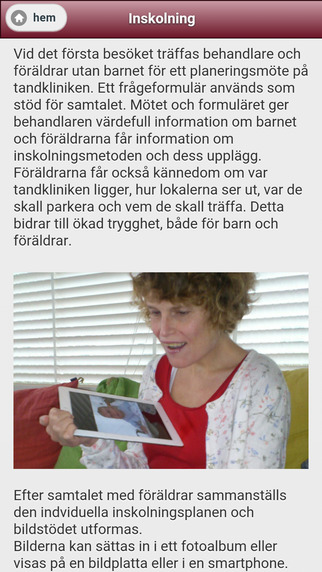 hem
Inskolning
Vid det första besöket träffas behandlare och
föräldrar utan barnet för ett planeringsmöte på
tandkliniken. Ett frågeformulär används som
stöd för samtalet. Mötet och formuläret ger
behandlaren värdefull information om barnet
och föräldrarna får information om
inskolningsmetoden och dess upplägg.
Föräldrarna får också kännedom om var
tandkliniken ligger, hur lokalerna ser ut, var de
skall parkera och vem de skall träffa. Detta
bidrar till ökad trygghet, både för barn och
föräldrar.
Efter samtalet med föräldrar sammanställs
den indviduella inskolningsplanen och
bildstödet utformas.
Bilderna kan sättas in i ett fotoalbum eller
visas på en bildplatta eller i en smartphone.